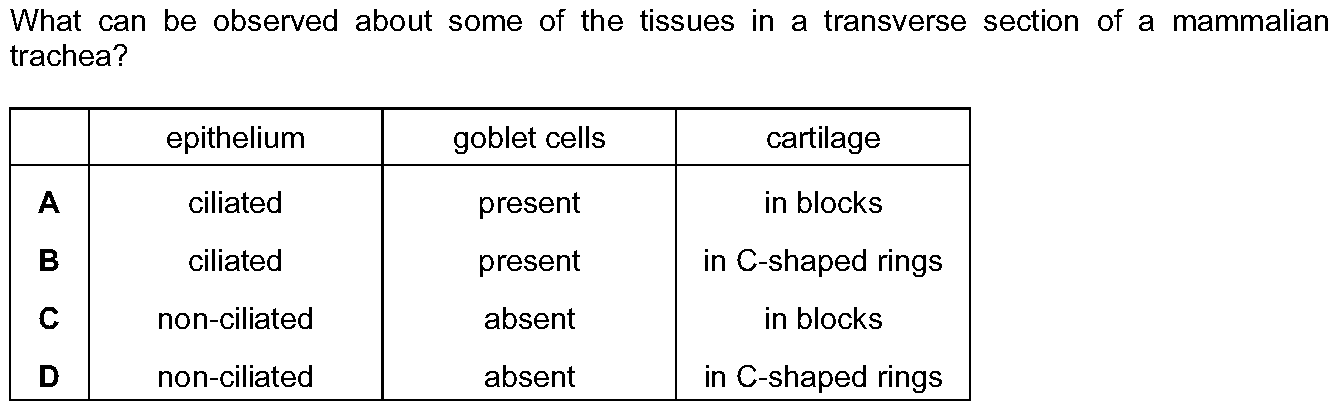 What can be observed about some of the tissues in a transverse section of a mammalian
trachea?
epithelium goblet cells cartilage
A ciliated present in blocks
B ciliated present in C-shaped rings
C non-ciliated absent in blocks
D non-ciliated absent in C-shaped rings